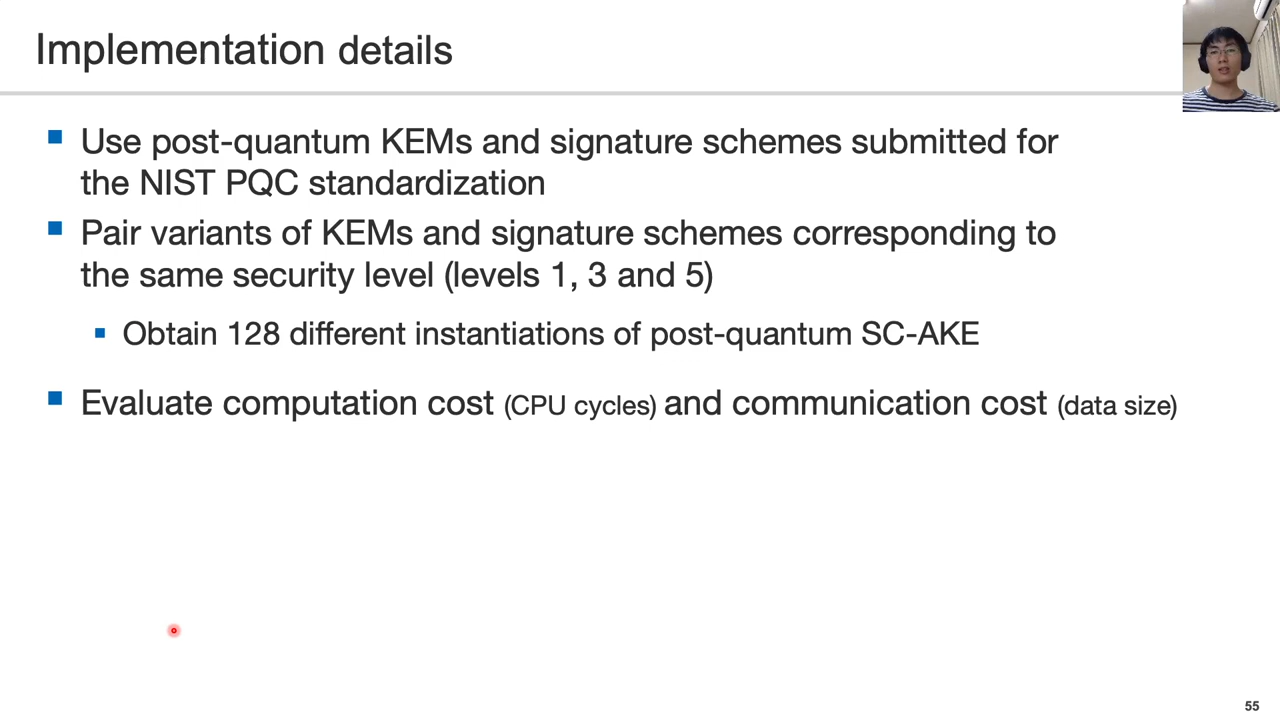 Implementation details
Use post-quantum KEMs and signature schemes submitted for
the NIST PQC standardization
Pair variants of KEMs and signature schemes corresponding to
the same security level (levels 1, 3 and 5)
Obtain 128 different instantiations of post-quantum SC-AKE
Evaluate computation cost (CPU cycles) and communication cost (data size)
55